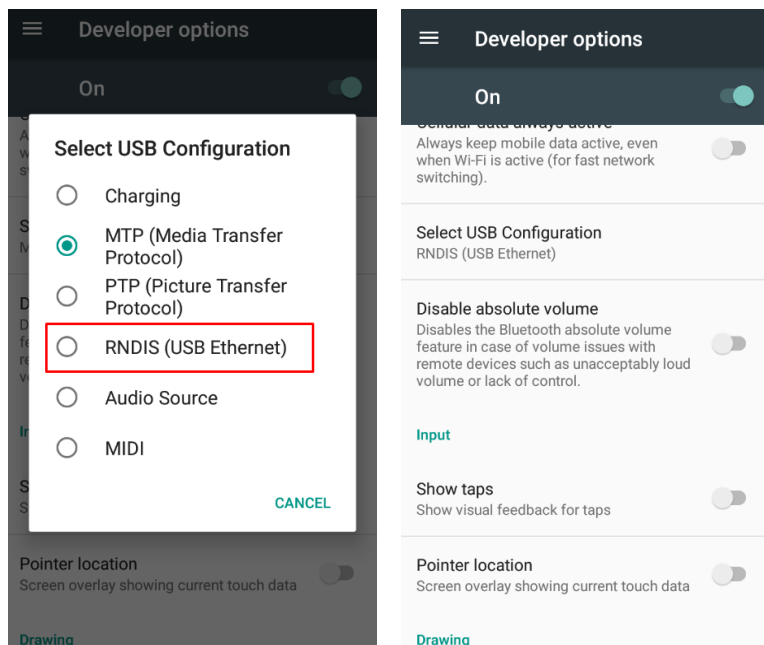 Developer options
On
Select USB Configuration
Charging
MTP (Media Transfer
Protocol)
PTP (Picture Transfer
Protocol)
RNDIS (USB Ethernet)
Audio Source
MIDI
CANCEL
Pointer location
Screen overlay showing current touch data
Drawing
Developer options
On
Cellular data always active
Always keep mobile data active, even
when Wi-Fi is active (for fast network
switching).
Select USB Configuration
RNDIS (USB Ethernet)
Disable absolute volume
Disables the Bluetooth absolute volume
feature in case of volume issues with
remote devices such as unacceptably loud
volume or lack of control.
Input
Show taps
Show visual feedback for taps
Pointer location
Screen overlay showing current touch data
Drawing